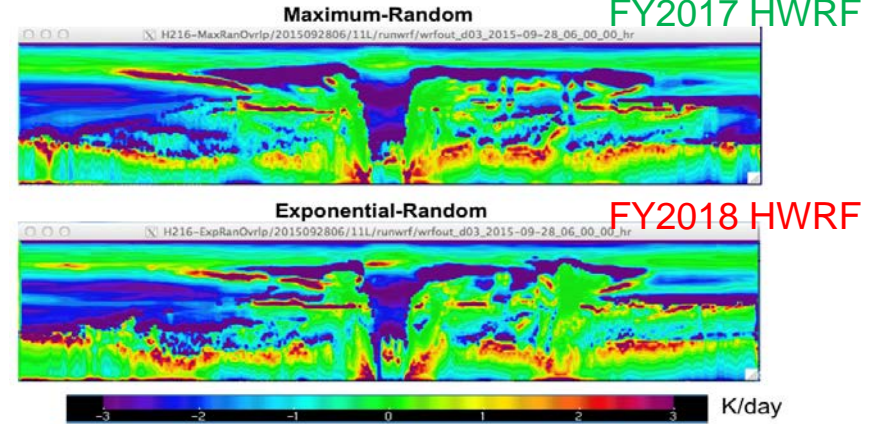 Maximum-Random
FY2017 HWRF
H216-MaxRanOvrlp/2015092806/11L/runwrf/wrfout_d03_2015-09-28_06_00_00_hr
Exponential-Random
FY2018 HWRF
H216-ExpRanOvrlp/2015092806/11L/runwrf/wrfout_d03_2015-09-28_06_00_00_hr
-3 -2 -1 0 1 2 3 K/day